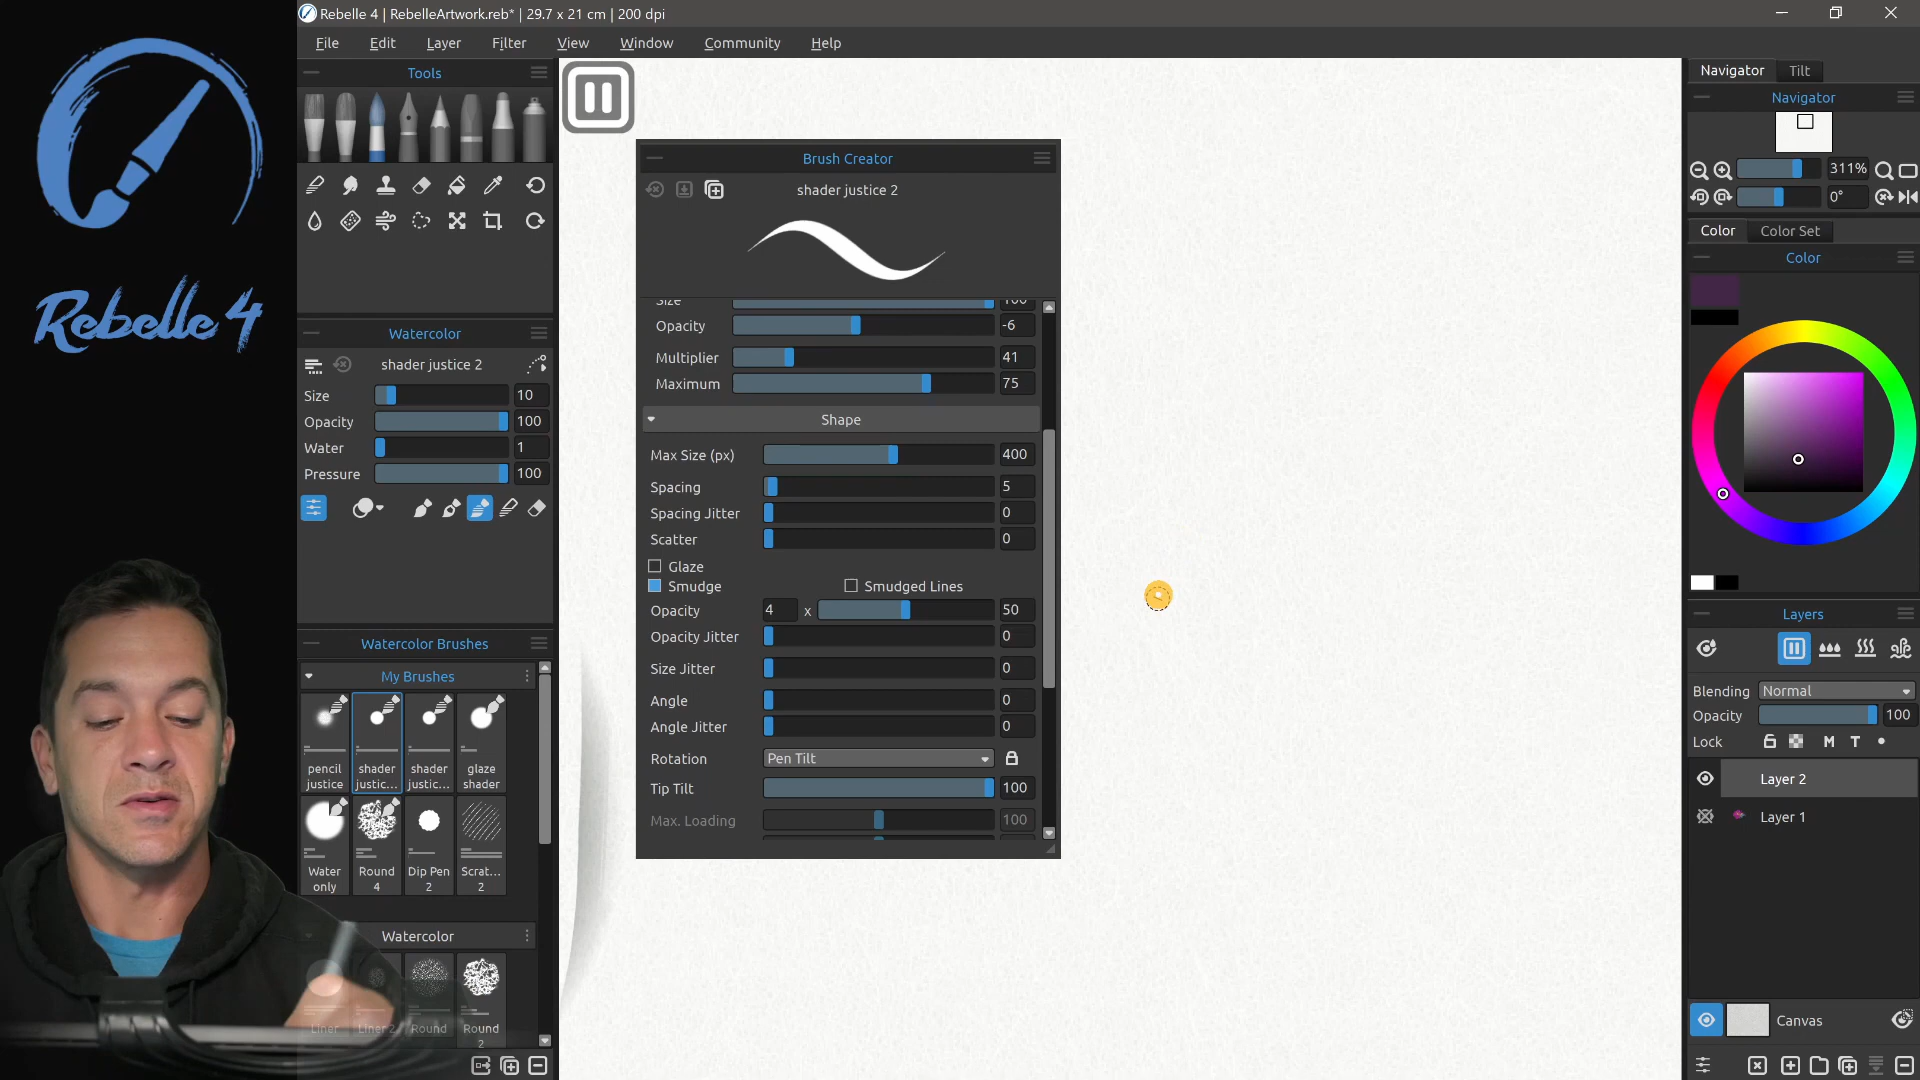 Rebelle 4 | RebelleArtwork.reb* | 29.7 x 21 cm | 200 dpi
File Edit Layer Filter View Window Community Help
Rebelle 4
Tools
Watercolor
shader justice 2
Size 10
Opacity 100
Water 1
Pressure 100
Watercolor Brushes
My Brushes
pencil justice
shader justic...
shader justic...
glaze shader
Water only
Round 4
Dip Pen 2
Scrat... 2
Watercolor
Liner
Liner 2
Round
Round 2
Brush Creator
shader justice 2
Size 100
Opacity -6
Multiplier 41
Maximum 75
Shape
Max Size (px) 400
Spacing 5
Spacing Jitter 0
Scatter 0
Glaze
Smudge Smudged Lines
Opacity 4 x 50
Opacity Jitter 0
Size Jitter 0
Angle 0
Angle Jitter 0
Rotation Pen Tilt
Tip Tilt 100
Max. Loading 100
Navigator Tilt
Navigator
311%
0°
Color Color Set
Color
Layers
Blending Normal
Opacity 100
Lock M T
Layer 2
Layer 1
Canvas